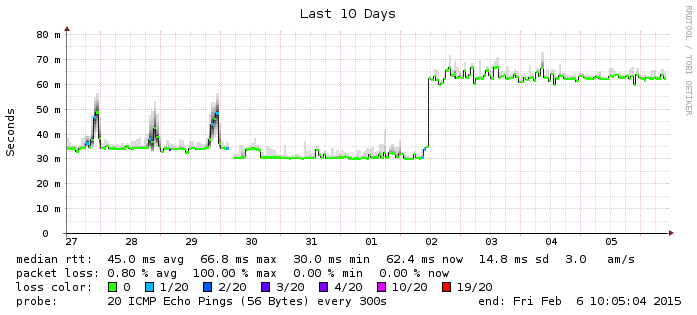 Last 10 Days
RRDTOOL / TOBI OETIKER
Seconds
80 m
70 m
60 m
50 m
40 m
30 m
20 m
10 m
0
27 28 29 30 31 01 02 03 04 05
median rtt: 45.0 ms avg 66.8 ms max 30.0 ms min 62.4 ms now 14.8 ms sd 3.0 am/s
packet loss: 0.80 % avg 100.00 % max 0.00 % min 0.00 % now
loss color: 0 1/20 2/20 3/20 4/20 10/20 19/20
probe: 20 ICMP Echo Pings (56 Bytes) every 300s end: Fri Feb 6 10:05:04 2015